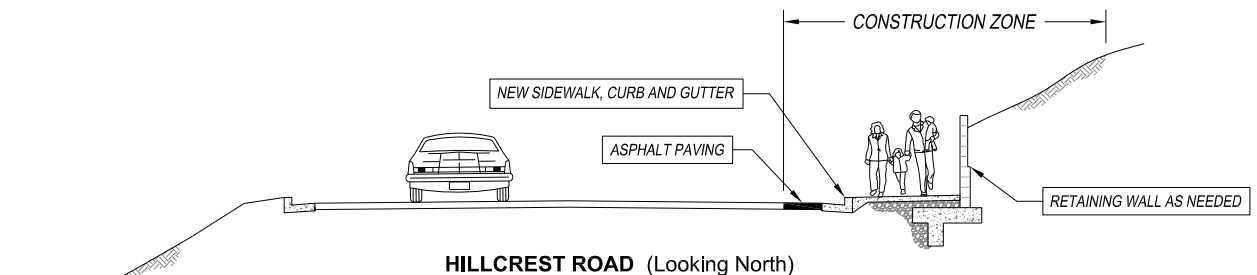 CONSTRUCTION ZONE
NEW SIDEWALK, CURB AND GUTTER
ASPHALT PAVING
RETAINING WALL AS NEEDED
HILLCREST ROAD (Looking North)